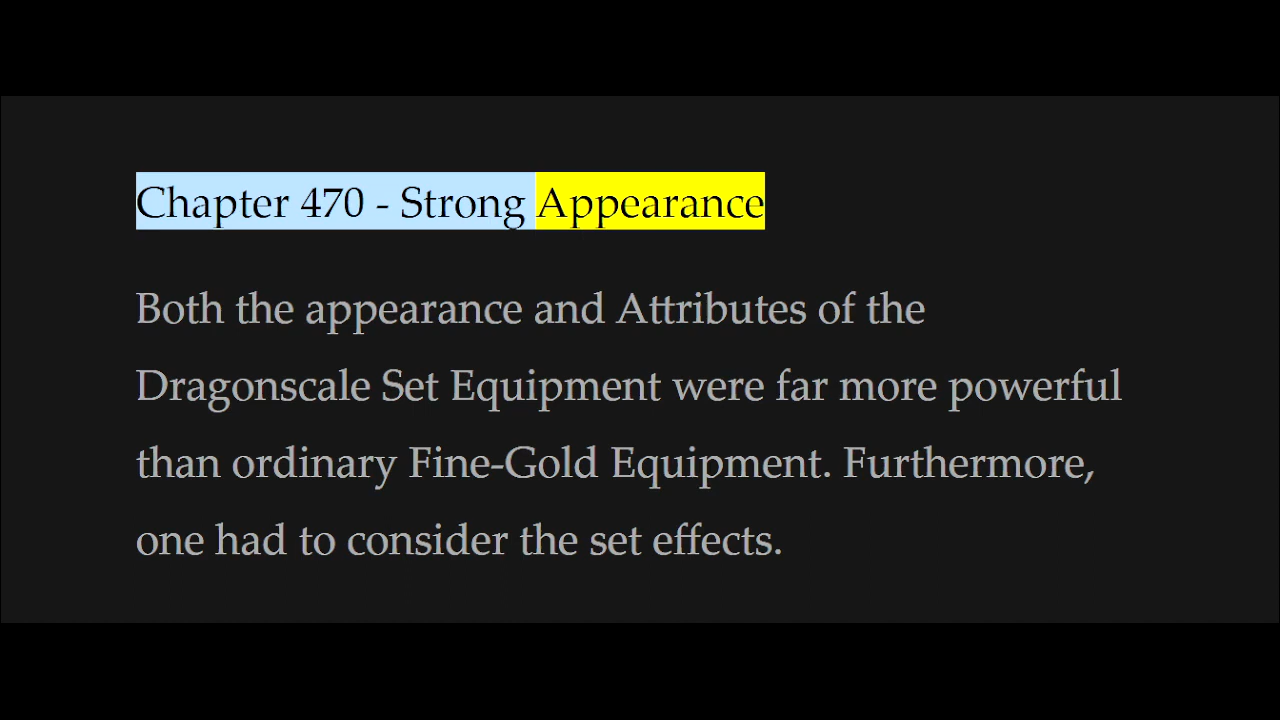 Chapter 470 - Strong Appearance
Both the appearance and Attributes of the
Dragonscale Set Equipment were far more powerful
than ordinary Fine-Gold Equipment. Furthermore,
one had to consider the set effects.